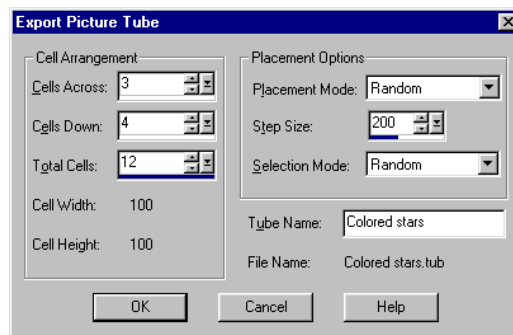 Export Picture Tube
Cell Arrangement
Cells Across: 3
Cells Down: 4
Total Cells: 12
Cell Width: 100
Cell Height: 100
Placement Options
Placement Mode: Random
Step Size: 200
Selection Mode: Random
Tube Name: Colored stars
File Name: Colored stars.tub
OK Cancel Help